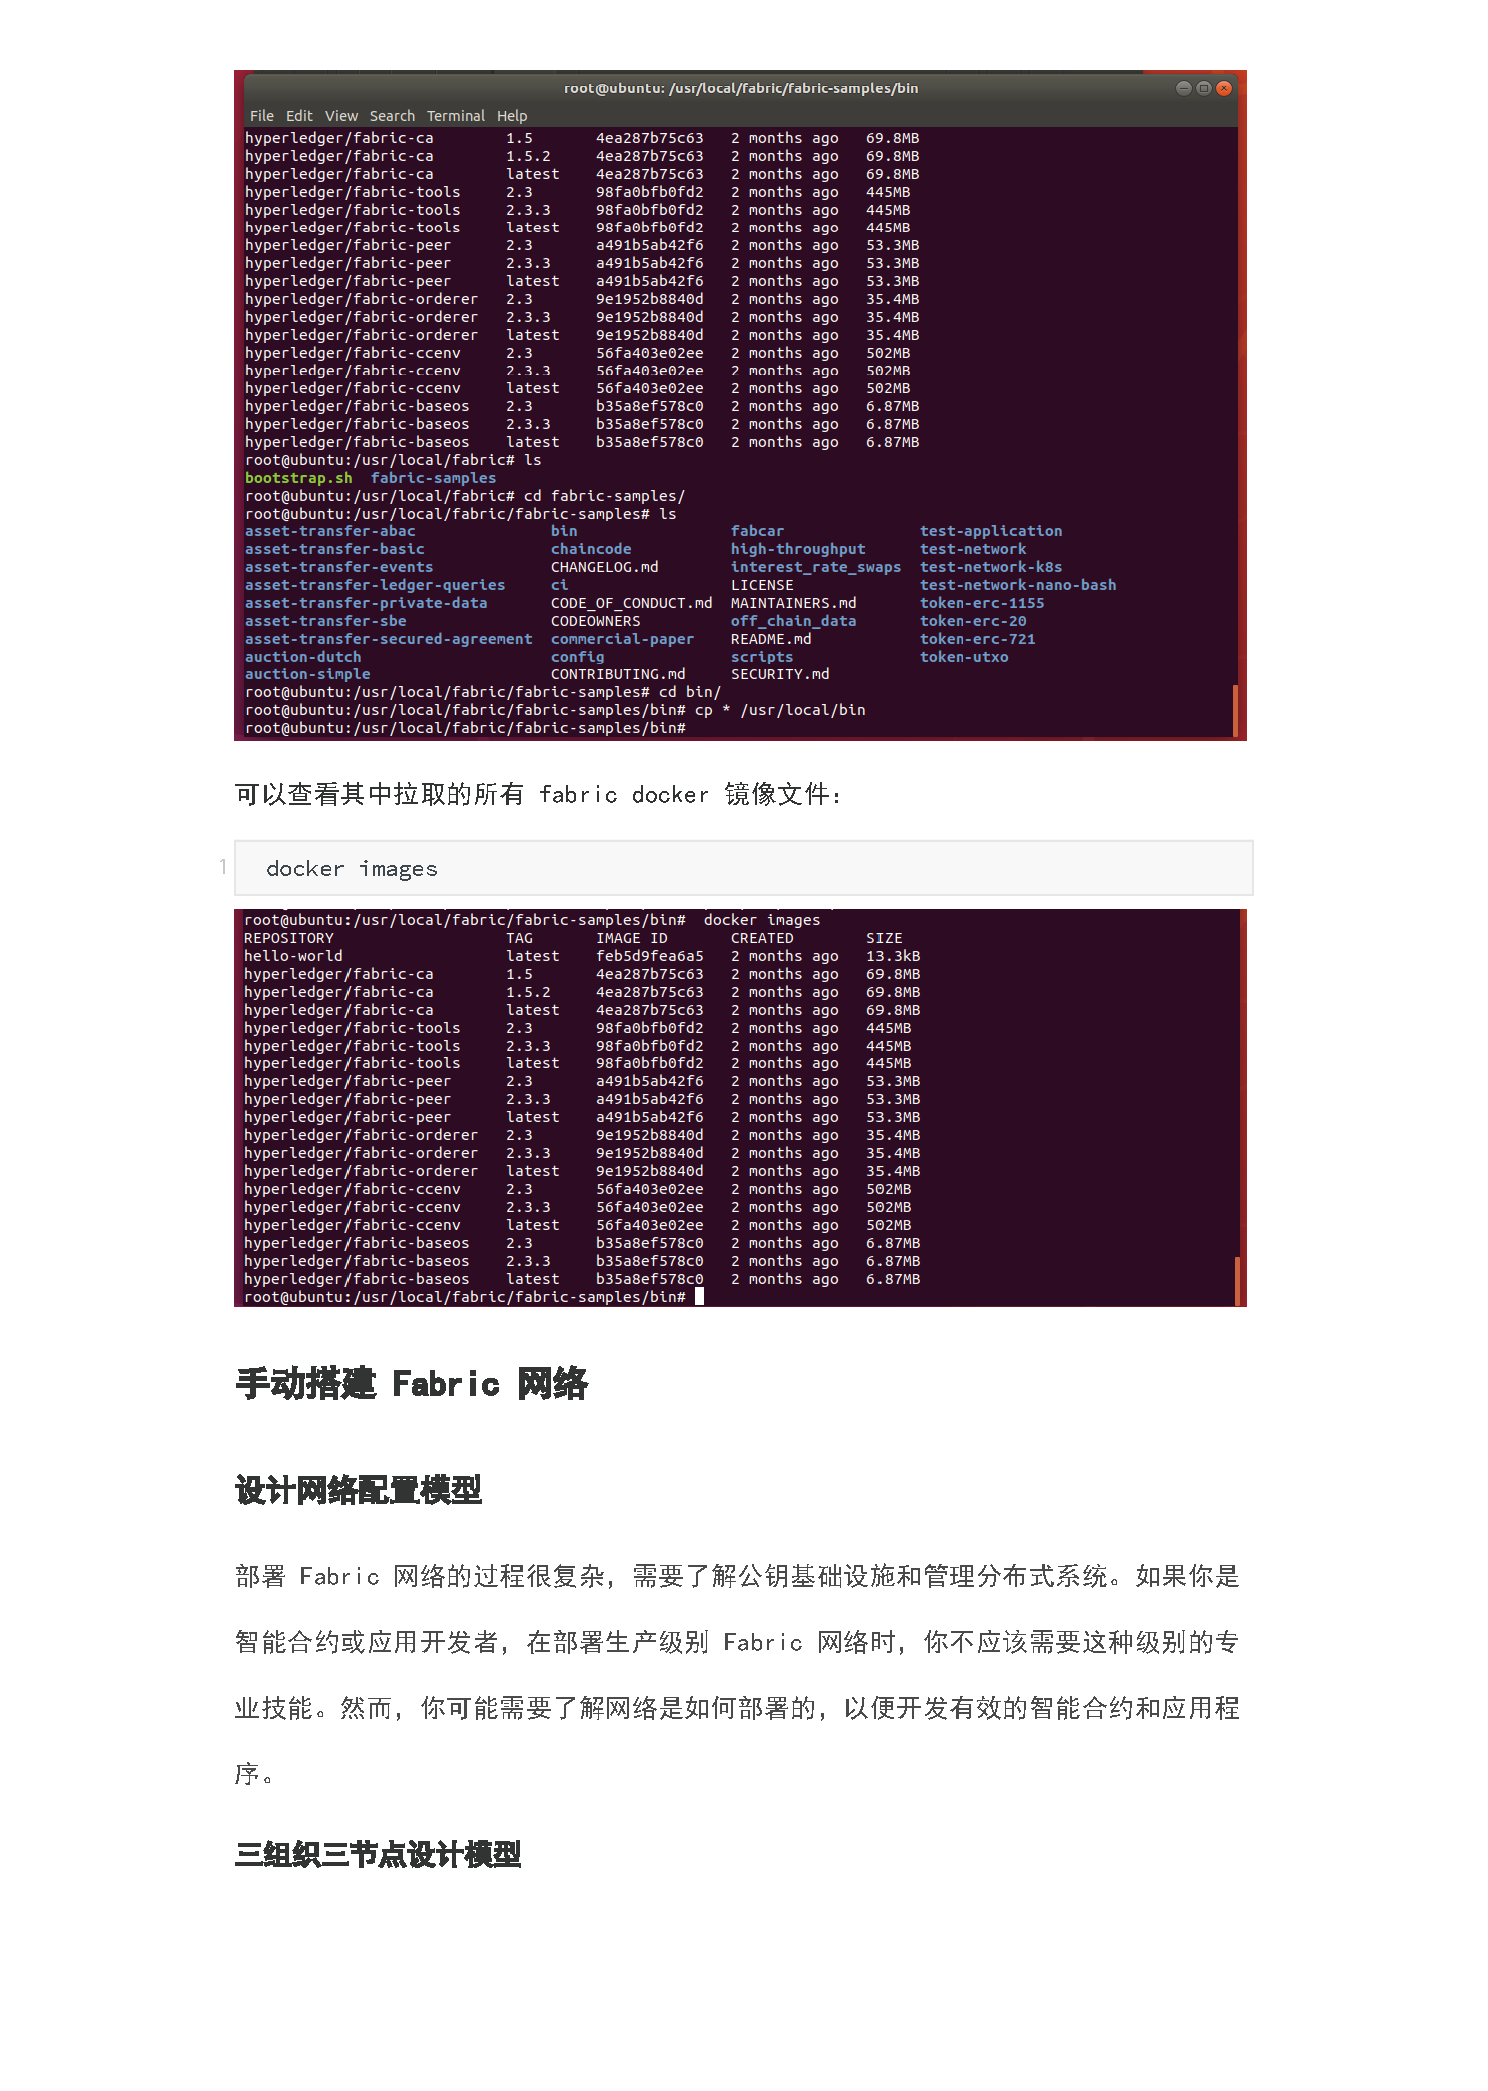 root@ubuntu: /usr/local/fabric/fabric-samples/bin
File Edit View Search Terminal Help
hyperledger/fabric-ca 1.5 4ea287b75c63 2 months ago 69.8MB
hyperledger/fabric-ca 1.5.2 4ea287b75c63 2 months ago 69.8MB
hyperledger/fabric-ca latest 4ea287b75c63 2 months ago 69.8MB
hyperledger/fabric-tools 2.3 98fa0bfb0fd2 2 months ago 445MB
hyperledger/fabric-tools 2.3.3 98fa0bfb0fd2 2 months ago 445MB
hyperledger/fabric-tools latest 98fa0bfb0fd2 2 months ago 445MB
hyperledger/fabric-peer 2.3 a491b5ab42f6 2 months ago 53.3MB
hyperledger/fabric-peer 2.3.3 a491b5ab42f6 2 months ago 53.3MB
hyperledger/fabric-peer latest a491b5ab42f6 2 months ago 53.3MB
hyperledger/fabric-orderer 2.3 9e1952b8840d 2 months ago 35.4MB
hyperledger/fabric-orderer 2.3.3 9e1952b8840d 2 months ago 35.4MB
hyperledger/fabric-orderer latest 9e1952b8840d 2 months ago 35.4MB
hyperledger/fabric-ccenv 2.3 56fa403e02ee 2 months ago 502MB
hyperledger/fabric-ccenv 2.3.3 56fa403e02ee 2 months ago 502MB
hyperledger/fabric-ccenv latest 56fa403e02ee 2 months ago 502MB
hyperledger/fabric-baseos 2.3 b35a8ef578c0 2 months ago 6.87MB
hyperledger/fabric-baseos 2.3.3 b35a8ef578c0 2 months ago 6.87MB
hyperledger/fabric-baseos latest b35a8ef578c0 2 months ago 6.87MB
root@ubuntu:/usr/local/fabric# ls
bootstrap.sh fabric-samples
root@ubuntu:/usr/local/fabric# cd fabric-samples/
root@ubuntu:/usr/local/fabric/fabric-samples# ls
asset-transfer-abac bin fabcar test-application
asset-transfer-basic chaincode high-throughput test-network
asset-transfer-events CHANGELOG.md interest_rate_swaps test-network-k8s
asset-transfer-ledger-queries ci LICENSE test-network-nano-bash
asset-transfer-private-data CODE_OF_CONDUCT.md MAINTAINERS.md token-erc-1155
asset-transfer-sbe CODEOWNERS off_chain_data token-erc-20
asset-transfer-secured-agreement commercial-paper README.md token-erc-721
auction-dutch config scripts token-utxo
auction-simple CONTRIBUTING.md SECURITY.md
root@ubuntu:/usr/local/fabric/fabric-samples# cd bin/
root@ubuntu:/usr/local/fabric/fabric-samples/bin# cp * /usr/local/bin
root@ubuntu:/usr/local/fabric/fabric-samples/bin#
可以查看其中拉取的所有 fabric docker 镜像文件:
1 docker images
root@ubuntu:/usr/local/fabric/fabric-samples/bin# docker images
REPOSITORY TAG IMAGE ID CREATED SIZE
hello-world latest feb5d9fea6a5 2 months ago 13.3kB
hyperledger/fabric-ca 1.5 4ea287b75c63 2 months ago 69.8MB
hyperledger/fabric-ca 1.5.2 4ea287b75c63 2 months ago 69.8MB
hyperledger/fabric-ca latest 4ea287b75c63 2 months ago 69.8MB
hyperledger/fabric-tools 2.3 98fa0bfb0fd2 2 months ago 445MB
hyperledger/fabric-tools 2.3.3 98fa0bfb0fd2 2 months ago 445MB
hyperledger/fabric-tools latest 98fa0bfb0fd2 2 months ago 445MB
hyperledger/fabric-peer 2.3 a491b5ab42f6 2 months ago 53.3MB
hyperledger/fabric-peer 2.3.3 a491b5ab42f6 2 months ago 53.3MB
hyperledger/fabric-peer latest a491b5ab42f6 2 months ago 53.3MB
hyperledger/fabric-orderer 2.3 9e1952b8840d 2 months ago 35.4MB
hyperledger/fabric-orderer 2.3.3 9e1952b8840d 2 months ago 35.4MB
hyperledger/fabric-orderer latest 9e1952b8840d 2 months ago 35.4MB
hyperledger/fabric-ccenv 2.3 56fa403e02ee 2 months ago 502MB
hyperledger/fabric-ccenv 2.3.3 56fa403e02ee 2 months ago 502MB
hyperledger/fabric-ccenv latest 56fa403e02ee 2 months ago 502MB
hyperledger/fabric-baseos 2.3 b35a8ef578c0 2 months ago 6.87MB
hyperledger/fabric-baseos 2.3.3 b35a8ef578c0 2 months ago 6.87MB
hyperledger/fabric-baseos latest b35a8ef578c0 2 months ago 6.87MB
root@ubuntu:/usr/local/fabric/fabric-samples/bin#
手动搭建 Fabric 网络
设计网络配置模型
部署 Fabric 网络的过程很复杂，需要了解公钥基础设施和管理分布式系统。如果你是
智能合约或应用开发者，在部署生产级别 Fabric 网络时，你不应该需要这种级别的专
业技能。然而，你可能需要了解网络是如何部署的，以便开发有效的智能合约和应用程
序。
三组织三节点设计模型